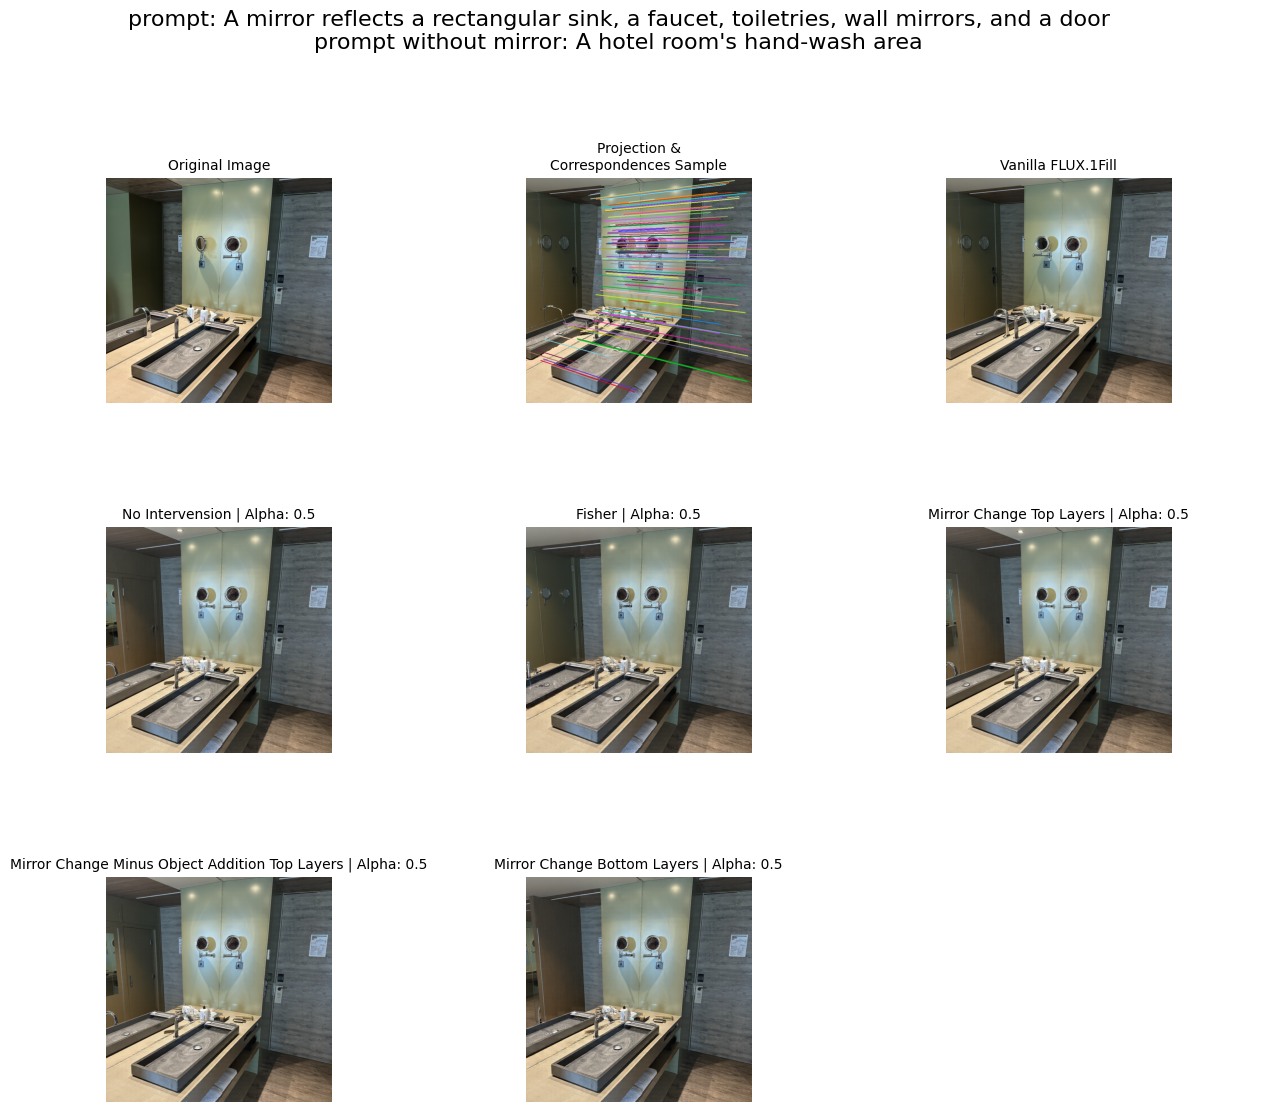 prompt: A mirror reflects a rectangular sink, a faucet, toiletries, wall mirrors, and a door
prompt without mirror: A hotel room's hand-wash area
Original Image
Projection &
Correspondences Sample
Vanilla FLUX.1Fill
No Intervension | Alpha: 0.5
Fisher | Alpha: 0.5
Mirror Change Top Layers | Alpha: 0.5
Mirror Change Minus Object Addition Top Layers | Alpha: 0.5
Mirror Change Bottom Layers | Alpha: 0.5